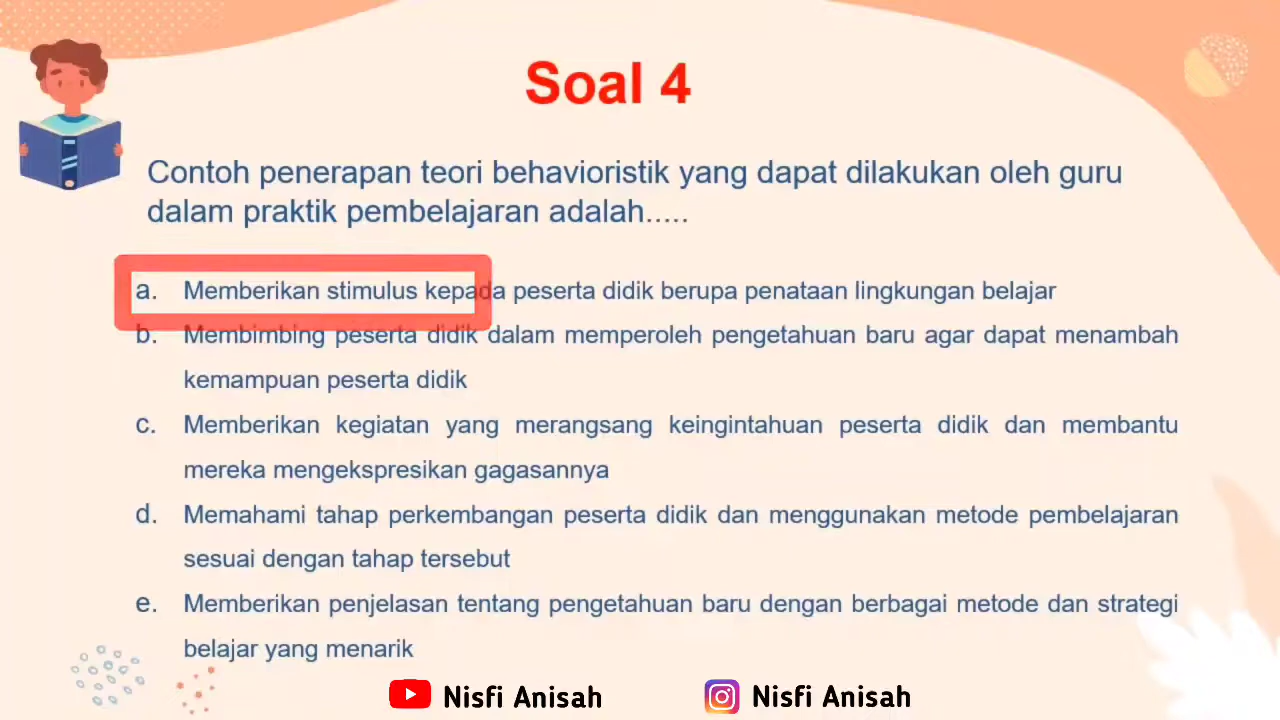 Soal 4
Contoh penerapan teori behavioristik yang dapat dilakukan oleh guru
dalam praktik pembelajaran adalah.....
a. Memberikan stimulus kepada peserta didik berupa penataan lingkungan belajar
b. Membimbing peserta didik dalam memperoleh pengetahuan baru agar dapat menambah
kemampuan peserta didik
c. Memberikan kegiatan yang merangsang keingintahuan peserta didik dan membantu
mereka mengekspresikan gagasannya
d. Memahami tahap perkembangan peserta didik dan menggunakan metode pembelajaran
sesuai dengan tahap tersebut
e. Memberikan penjelasan tentang pengetahuan baru dengan berbagai metode dan strategi
belajar yang menarik
Nisfi Anisah Nisfi Anisah